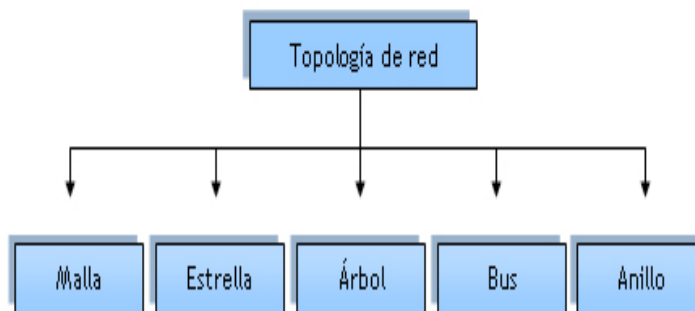 Topología de red
Malla
Estrella
Árbol
Bus
Anillo